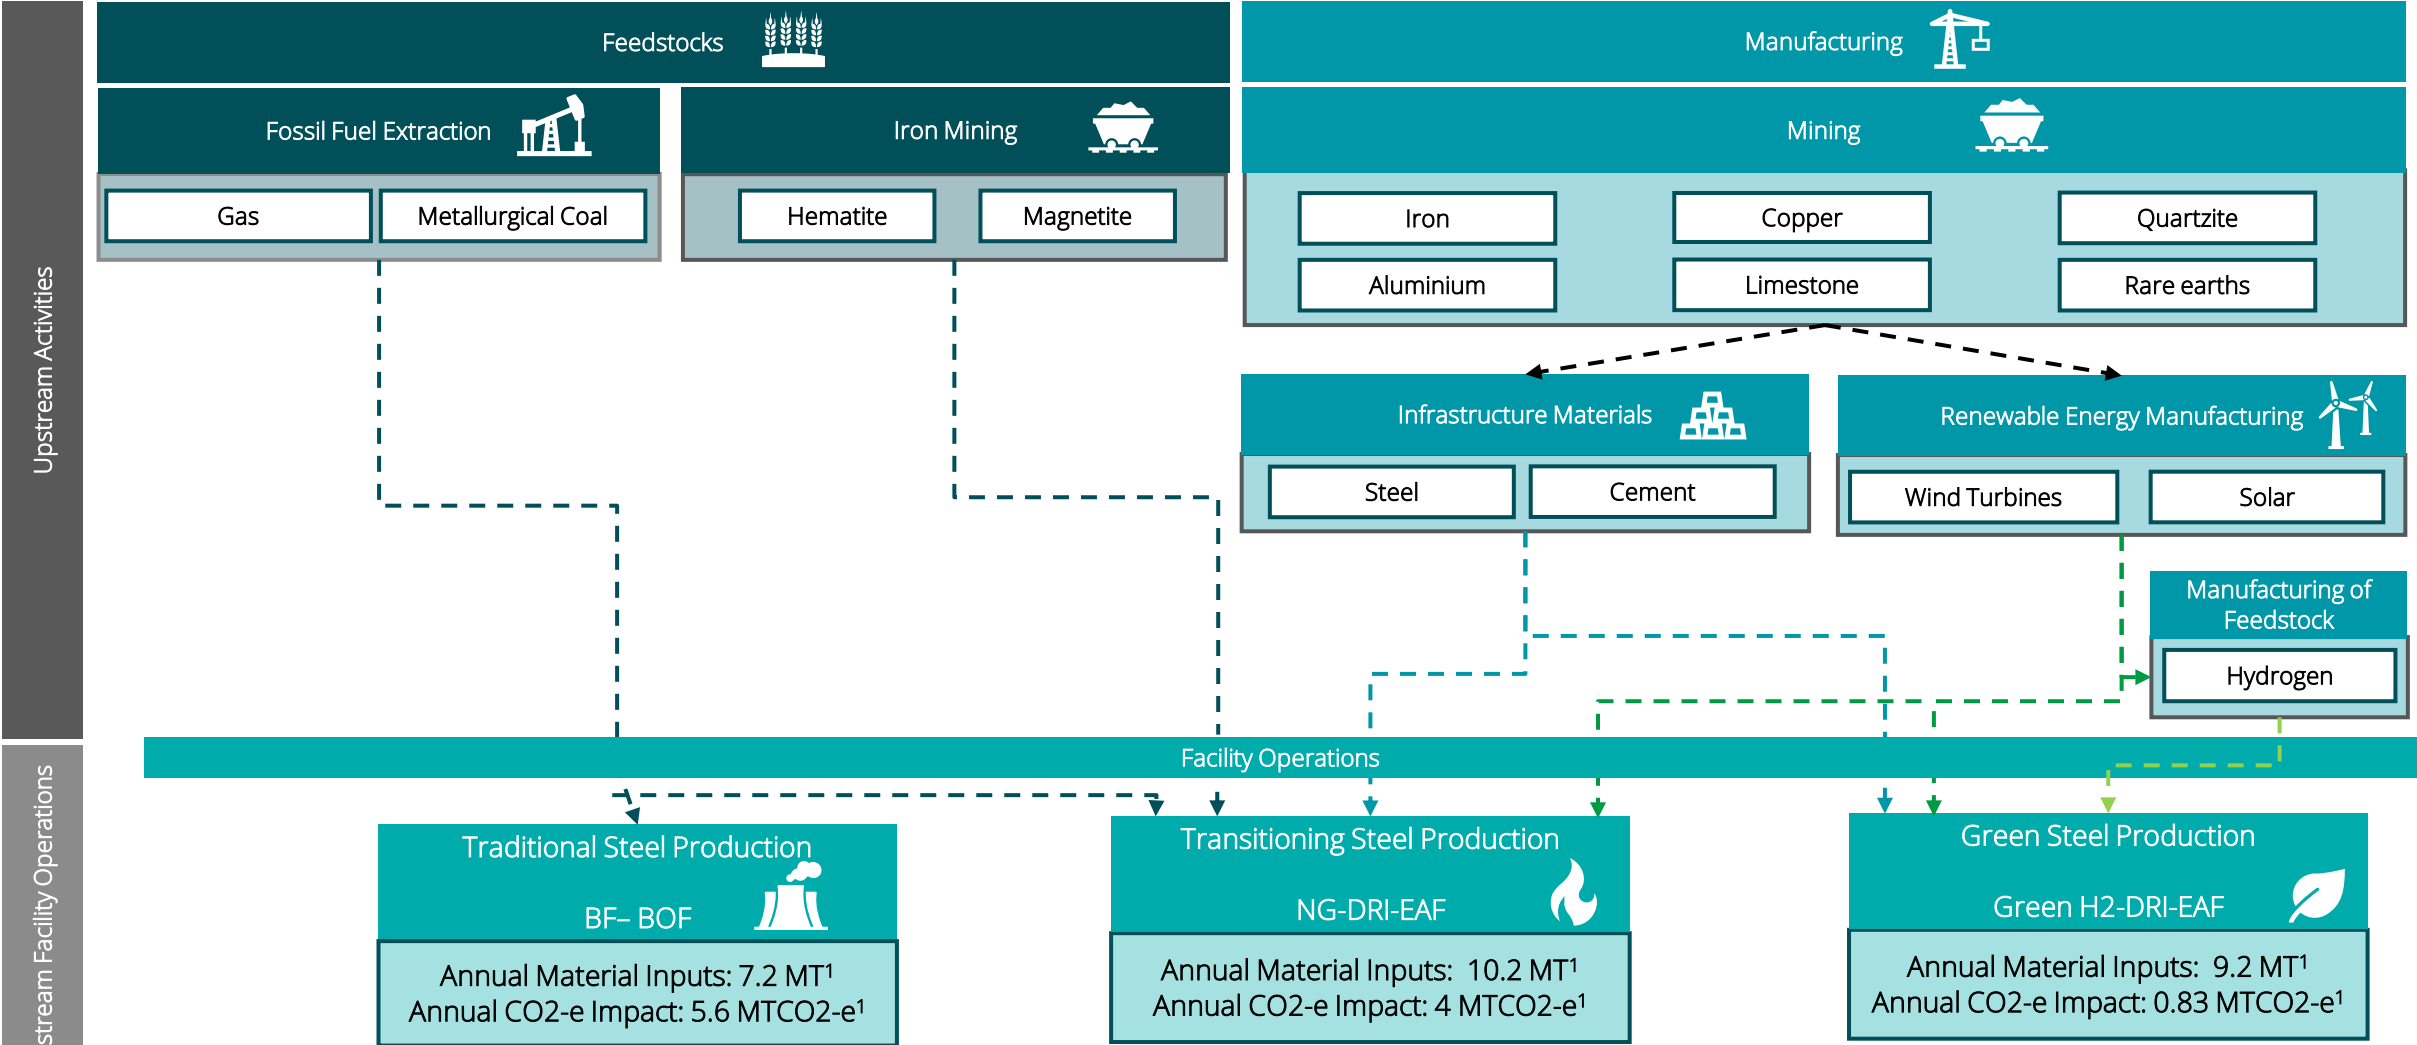 Feedstocks
Manufacturing
Fossil Fuel Extraction
Iron Mining
Mining
Gas
Metallurgical Coal
Hematite
Magnetite
Iron
Copper
Quartzite
Aluminium
Limestone
Rare earths
Upstream Activities
Infrastructure Materials
Renewable Energy Manufacturing
Steel
Cement
Wind Turbines
Solar
Manufacturing of
Feedstock
Hydrogen
Facility Operations
stream Facility Operations
Traditional Steel Production
BF– BOF
Annual Material Inputs: 7.2 MT¹
Annual CO2-e Impact: 5.6 MTCO2-e¹
Transitioning Steel Production
NG-DRI-EAF
Annual Material Inputs:  10.2 MT¹
Annual CO2-e Impact: 4 MTCO2-e¹
Green Steel Production
Green H2-DRI-EAF
Annual Material Inputs:  9.2 MT¹
Annual CO2-e Impact: 0.83 MTCO2-e¹